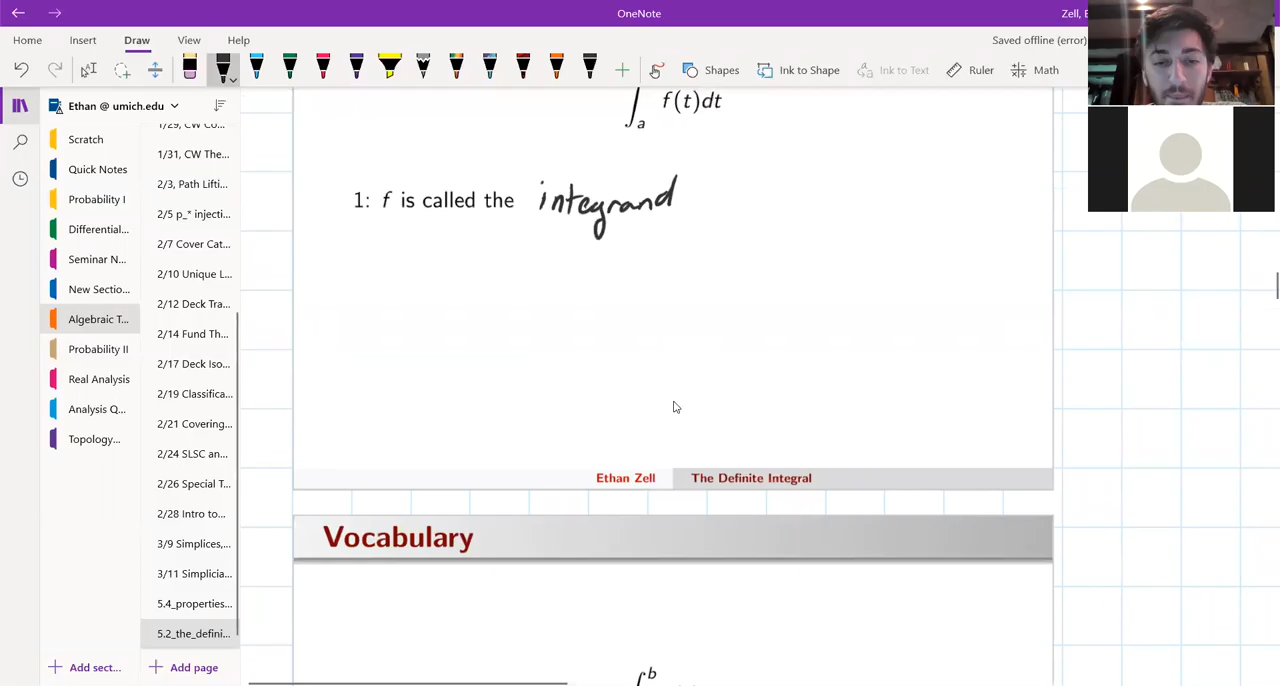 OneNote
Zell, E
Home
Insert
Draw
View
Help
Saved offline (error)
Shapes
Ink to Shape
Ink to Text
Ruler
Math
Ethan @ umich.edu
Scratch
Quick Notes
Probability I
Differential...
Seminar N...
New Sectio...
Algebraic T...
Probability II
Real Analysis
Analysis Q...
Topology...
Add sect...
1/29, CW Co...
1/31, CW The...
2/3, Path Lifti...
2/5 p_* injecti...
2/7 Cover Cat...
2/10 Unique L...
2/12 Deck Tra...
2/14 Fund Th...
2/17 Deck Iso...
2/19 Classifica...
2/21 Covering...
2/24 SLSC an...
2/26 Special T...
2/28 Intro to...
3/9 Simplices,...
3/11 Simplicia...
5.4_properties...
5.2_the_defini...
Add page
∫a f(t)dt
1: f is called the integrand
Ethan Zell The Definite Integral
Vocabulary
∫b